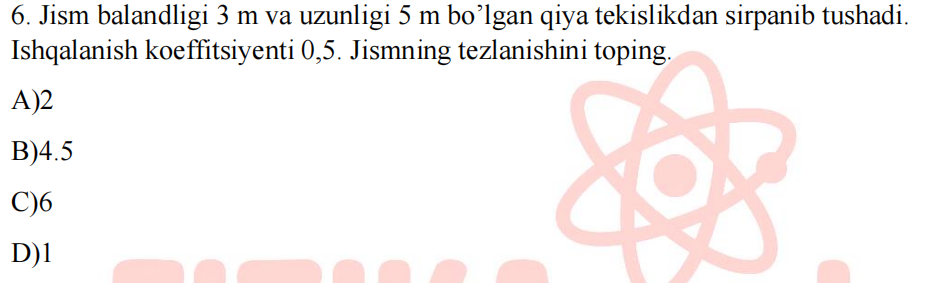 6. Jism balandligi 3 m va uzunligi 5 m bo’lgan qiya tekislikdan sirpanib tushadi.
Ishqalanish koeffitsiyenti 0,5. Jismning tezlanishini toping.
A)2
B)4.5
C)6
D)1